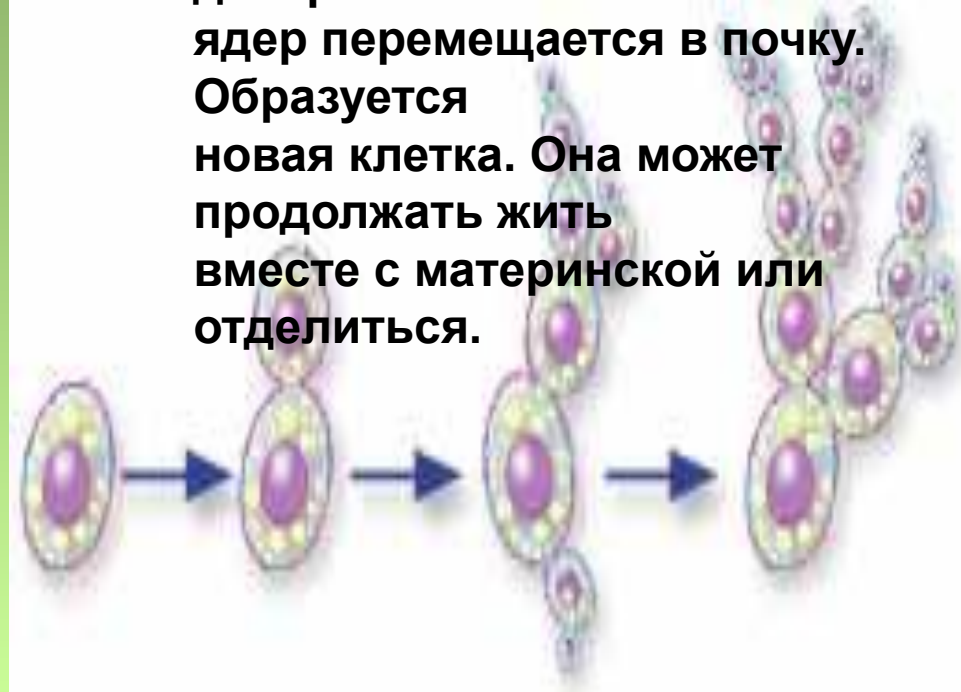 ядер перемещается в почку.
Образуется
новая клетка. Она может
продолжать жить
вместе с материнской или
отделиться.